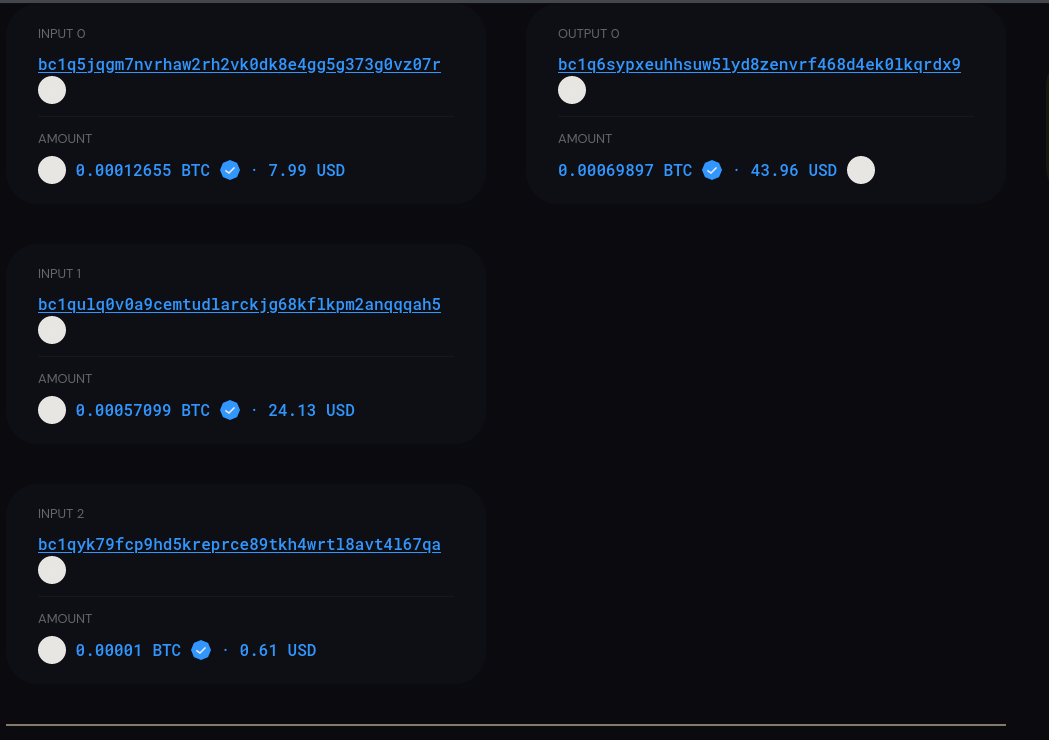 INPUT 0
bc1q5jqgm7nvrhaw2rh2vk0dk8e4gg5g373g0vz07r
AMOUNT
0.00012655 BTC · 7.99 USD
INPUT 1
bc1qulq0v0a9cemtudlarckjg68kflkpm2anqqqah5
AMOUNT
0.00057099 BTC · 24.13 USD
INPUT 2
bc1qyk79fcp9hd5kreprce89tkh4wrtl8avt4l67qa
AMOUNT
0.00001 BTC · 0.61 USD
OUTPUT 0
bc1q6sypxeuhhsuw5lyd8zenvrf468d4ek0lkqrdx9
AMOUNT
0.00069897 BTC · 43.96 USD